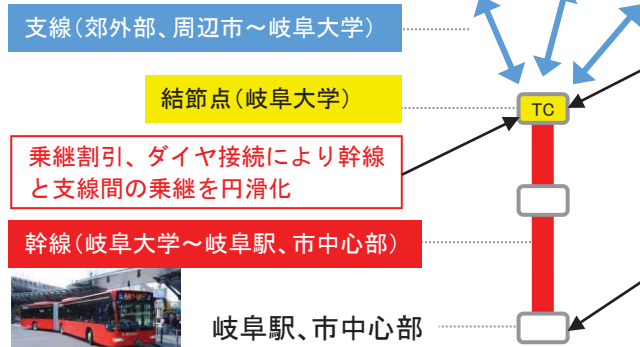 支線(郊外部、周辺市～岐阜大学)
結節点(岐阜大学)
TC
乗継割引、ダイヤ接続により幹線
と支線間の乗継を円滑化
幹線(岐阜大学～岐阜駅、市中心部)
岐阜駅、市中心部